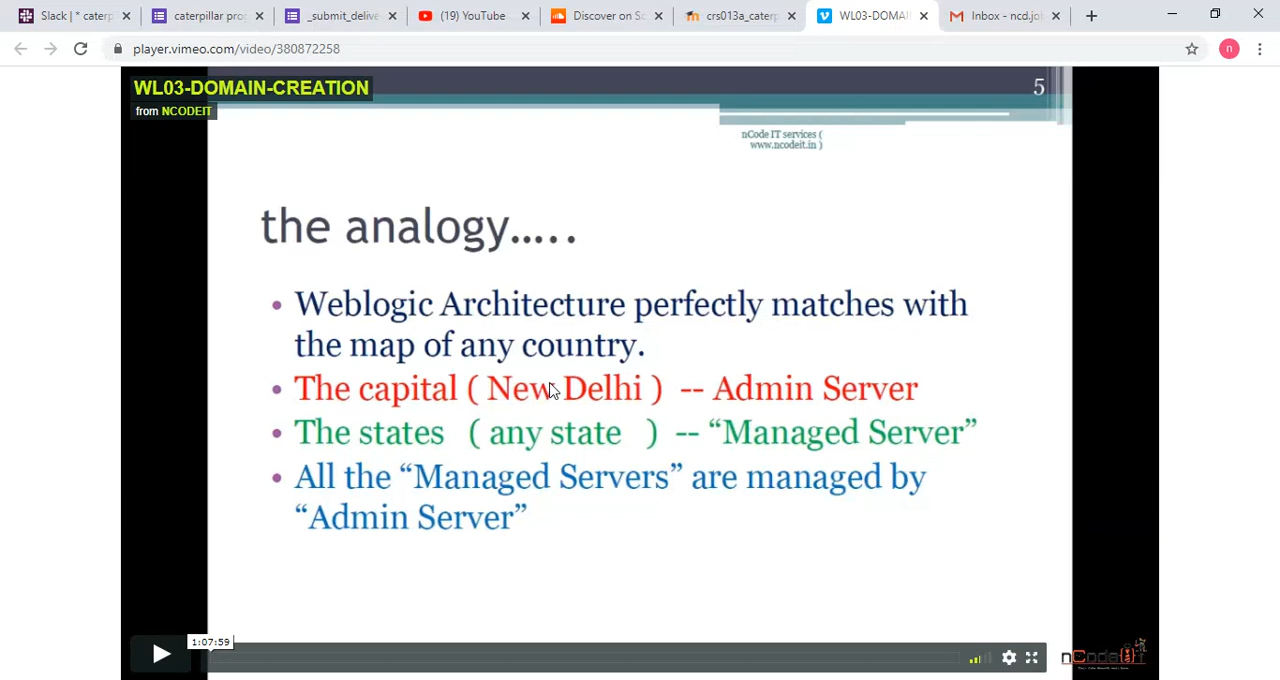 Slack | * caterp
caterpillar pro
_submit_delive
(19) YouTube
Discover on So
crs013a_caterp
WL03-DOMAI
Inbox - ncd.jo
player.vimeo.com/video/380872258
n
WL03-DOMAIN-CREATION
from NCODEIT
5
nCode IT services (
www.ncodeit.in )
the analogy…..
• Weblogic Architecture perfectly matches with
the map of any country.
• The capital ( New Delhi ) -- Admin Server
• The states ( any state ) -- “Managed Server”
• All the “Managed Servers” are managed by
“Admin Server”
1:07:59
nCode IT